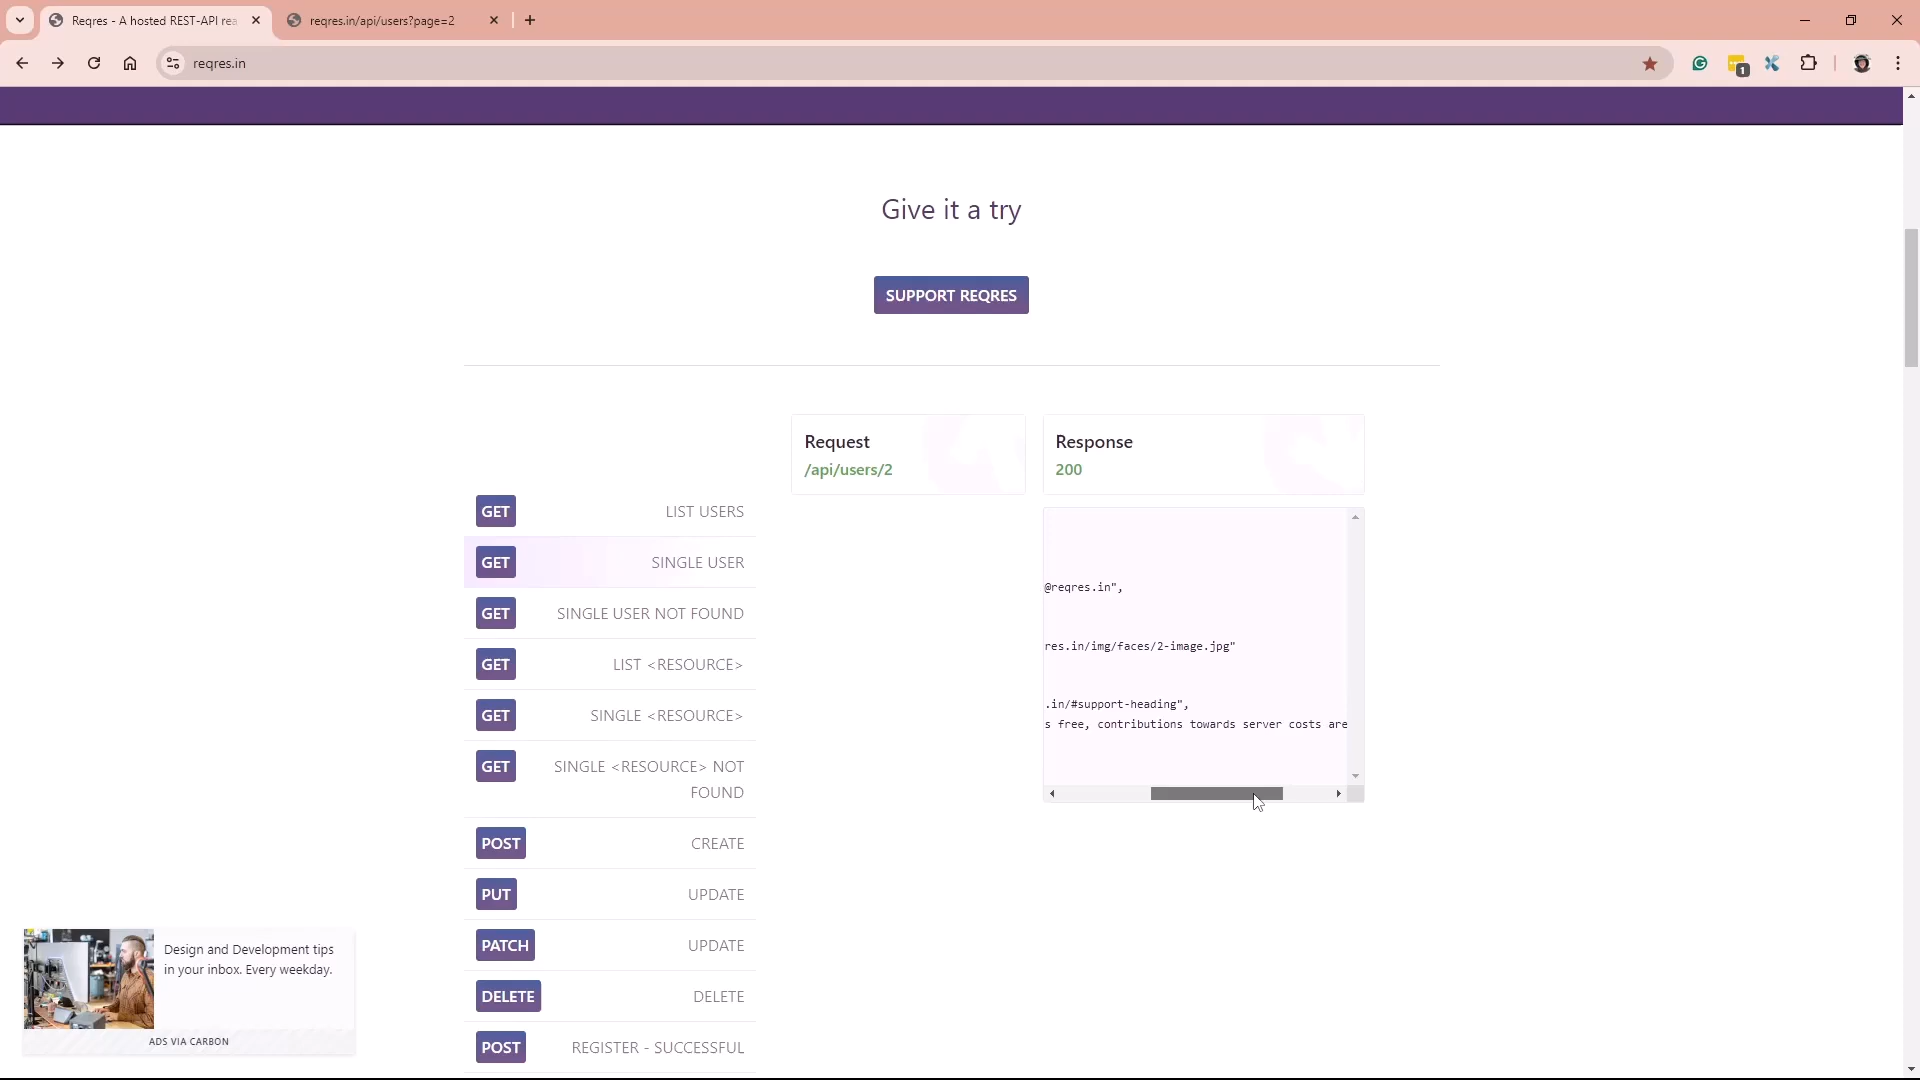 Reqres - A hosted REST-API rea
reqres.in/api/users?page=2
reqres.in
1
Give it a try
SUPPORT REQRES
Request
/api/users/2
Response
200
GET LIST USERS
GET SINGLE USER
GET SINGLE USER NOT FOUND
GET LIST <RESOURCE>
GET SINGLE <RESOURCE>
GET SINGLE <RESOURCE> NOT
FOUND
POST CREATE
PUT UPDATE
PATCH UPDATE
DELETE DELETE
POST REGISTER - SUCCESSFUL
@reqres.in",
res.in/img/faces/2-image.jpg"
.in/#support-heading",
s free, contributions towards server costs are
Design and Development tips
in your inbox. Every weekday.
ADS VIA CARBON